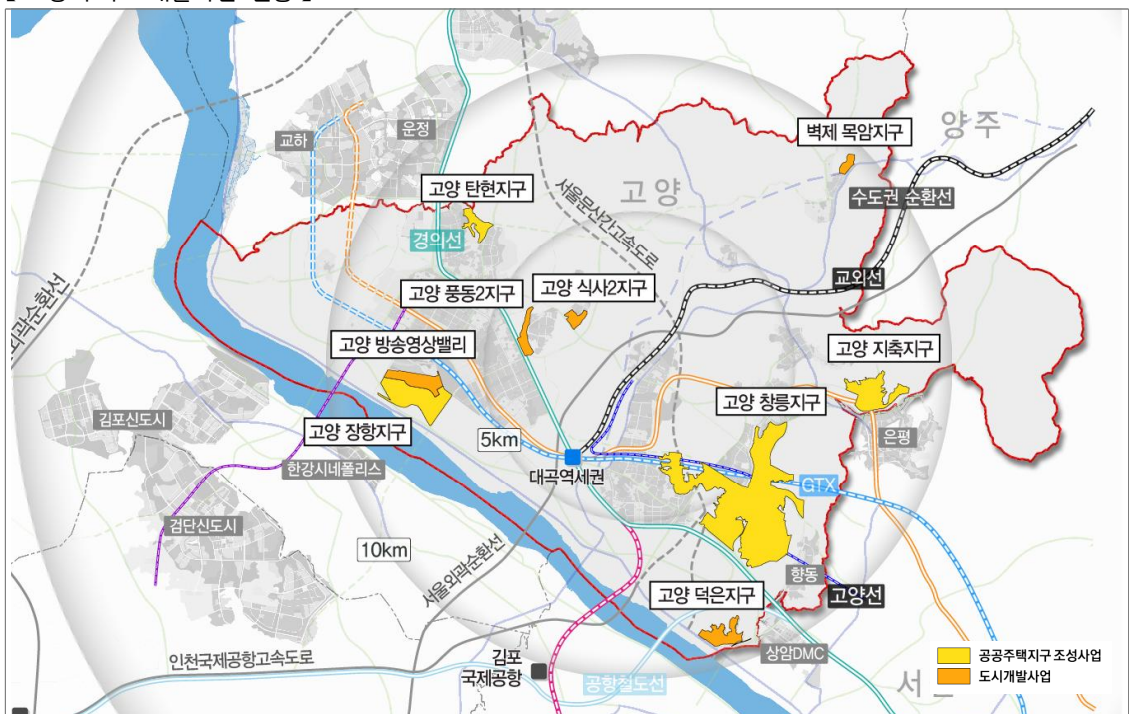 벽제 목암지구
양주
교하
운정
고양 탄현지구
고양
서울문산간고속도로
수도권 순환선
경의선
교외선
고양 풍동2지구
고양 식사2지구
외곽순환선
고양 방송영상밸리
고양 지축지구
고양 창릉지구
김포신도시
고양 장항지구
5km
은평
한강시네폴리스
대곡역세권
GTX
검단신도시
10km
서울외곽순환선
향동
고양선
고양 덕은지구
인천국제공항고속도로
김포
국제공항
공항철도선
상암DMC
공공주택지구 조성사업
도시개발사업